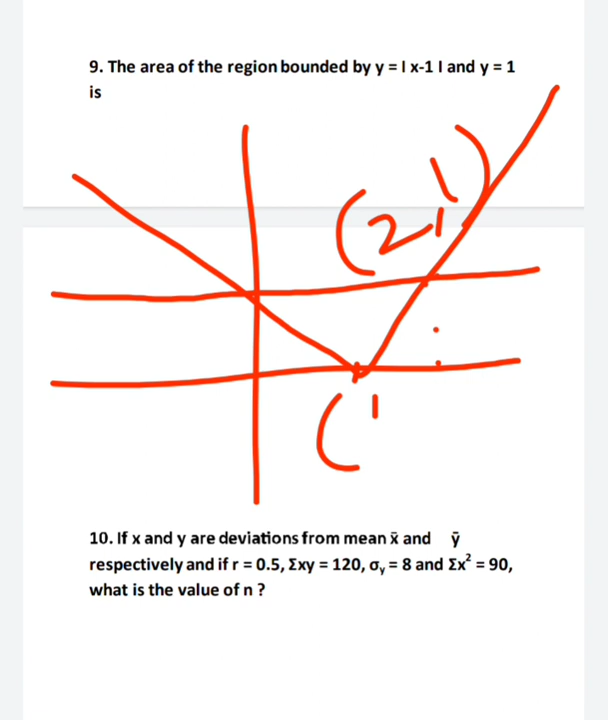 9. The area of the region bounded by y = I x-1 I and y = 1
is
(2,1)
(1
10. If x and y are deviations from mean x̄ and ȳ
respectively and if r = 0.5, Σxy = 120, σᵧ = 8 and Σx² = 90,
what is the value of n ?